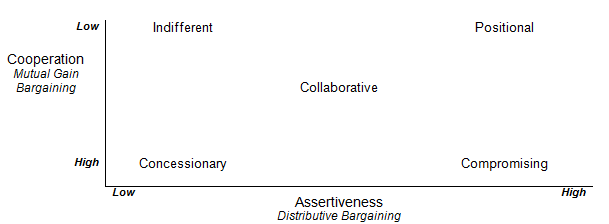 Low
Indifferent
Positional
Cooperation
Mutual Gain
Bargaining
Collaborative
High
Concessionary
Compromising
Low
High
Assertiveness
Distributive Bargaining